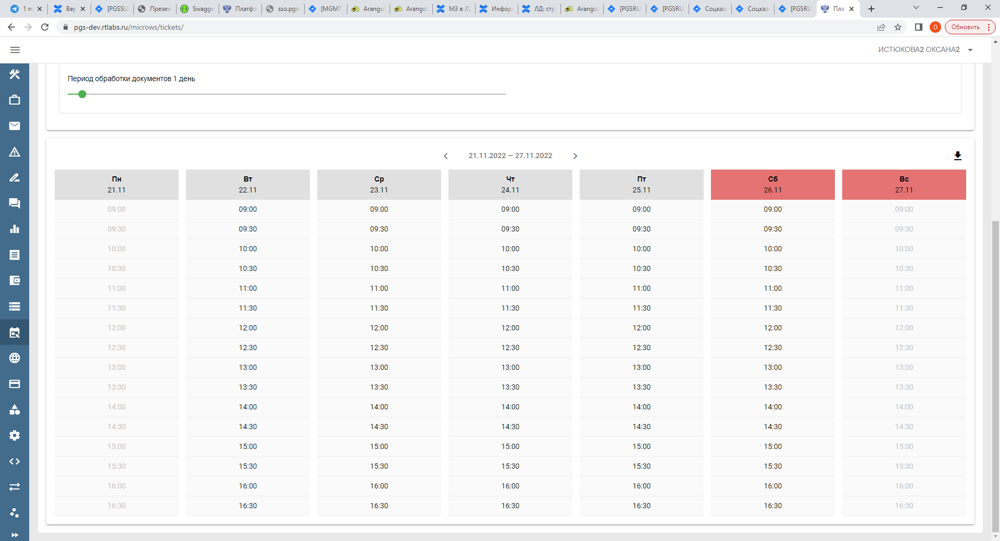 1 no
Вер
[PGSSU
Презен
Swagge
Платфо
sso.pgs
[MGMT
Arango
Arango
МЗ в Л
Информ
ЛД: стр
Arango
[PGSRU
[PGSRU
Соцказ
Соцказ
[PGSRU
Пла
pgs-dev.rtlabs.ru/microws/tickets/
О
Обновить
ИСТЮКОВА2 ОКСАНА2
Период обработки документов 1 день
21.11.2022 — 27.11.2022
Пн Вт Ср Чт Пт Сб Вс
21.11 22.11 23.11 24.11 25.11 26.11 27.11
09:00 09:00 09:00 09:00 09:00 09:00 09:00
09:30 09:30 09:30 09:30 09:30 09:30 09:30
10:00 10:00 10:00 10:00 10:00 10:00 10:00
10:30 10:30 10:30 10:30 10:30 10:30 10:30
11:00 11:00 11:00 11:00 11:00 11:00 11:00
11:30 11:30 11:30 11:30 11:30 11:30 11:30
12:00 12:00 12:00 12:00 12:00 12:00 12:00
12:30 12:30 12:30 12:30 12:30 12:30 12:30
13:00 13:00 13:00 13:00 13:00 13:00 13:00
13:30 13:30 13:30 13:30 13:30 13:30 13:30
14:00 14:00 14:00 14:00 14:00 14:00 14:00
14:30 14:30 14:30 14:30 14:30 14:30 14:30
15:00 15:00 15:00 15:00 15:00 15:00 15:00
15:30 15:30 15:30 15:30 15:30 15:30 15:30
16:00 16:00 16:00 16:00 16:00 16:00 16:00
16:30 16:30 16:30 16:30 16:30 16:30 16:30